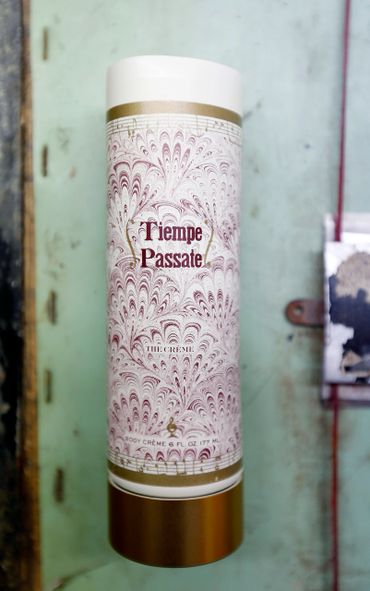 Tiempe
Passate
THE CRÈME
BODY CRÈME 6 FL. OZ. 177 ML